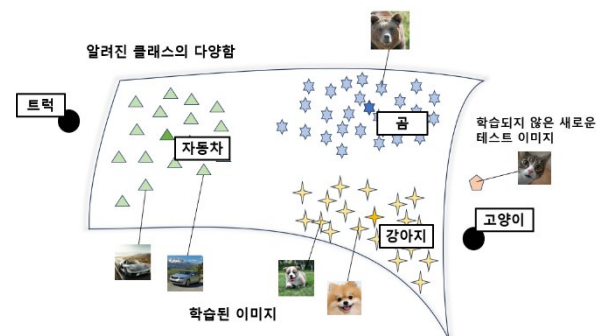 알려진 클래스의 다양함
트럭
자동차
곰
학습되지 않은 새로운
테스트 이미지
강아지
고양이
학습된 이미지